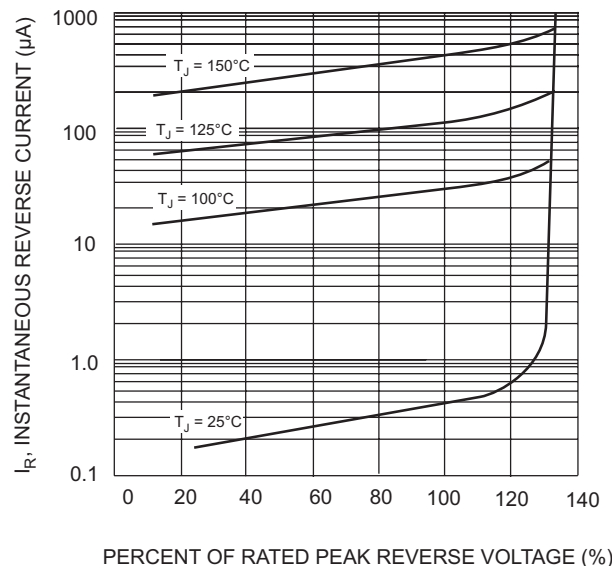 I_R, INSTANTANEOUS REVERSE CURRENT (µA)
1000
100
10
1.0
0.1
T_J = 150°C
T_J = 125°C
T_J = 100°C
T_J = 25°C
0 20 40 60 80 100 120 140
PERCENT OF RATED PEAK REVERSE VOLTAGE (%)